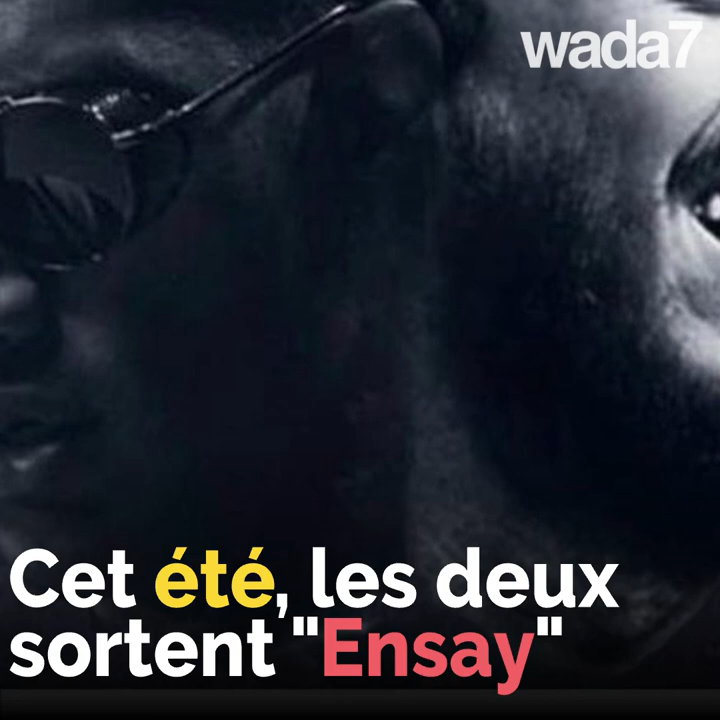 wada7
Cet été, les deux
sortent "Ensay"